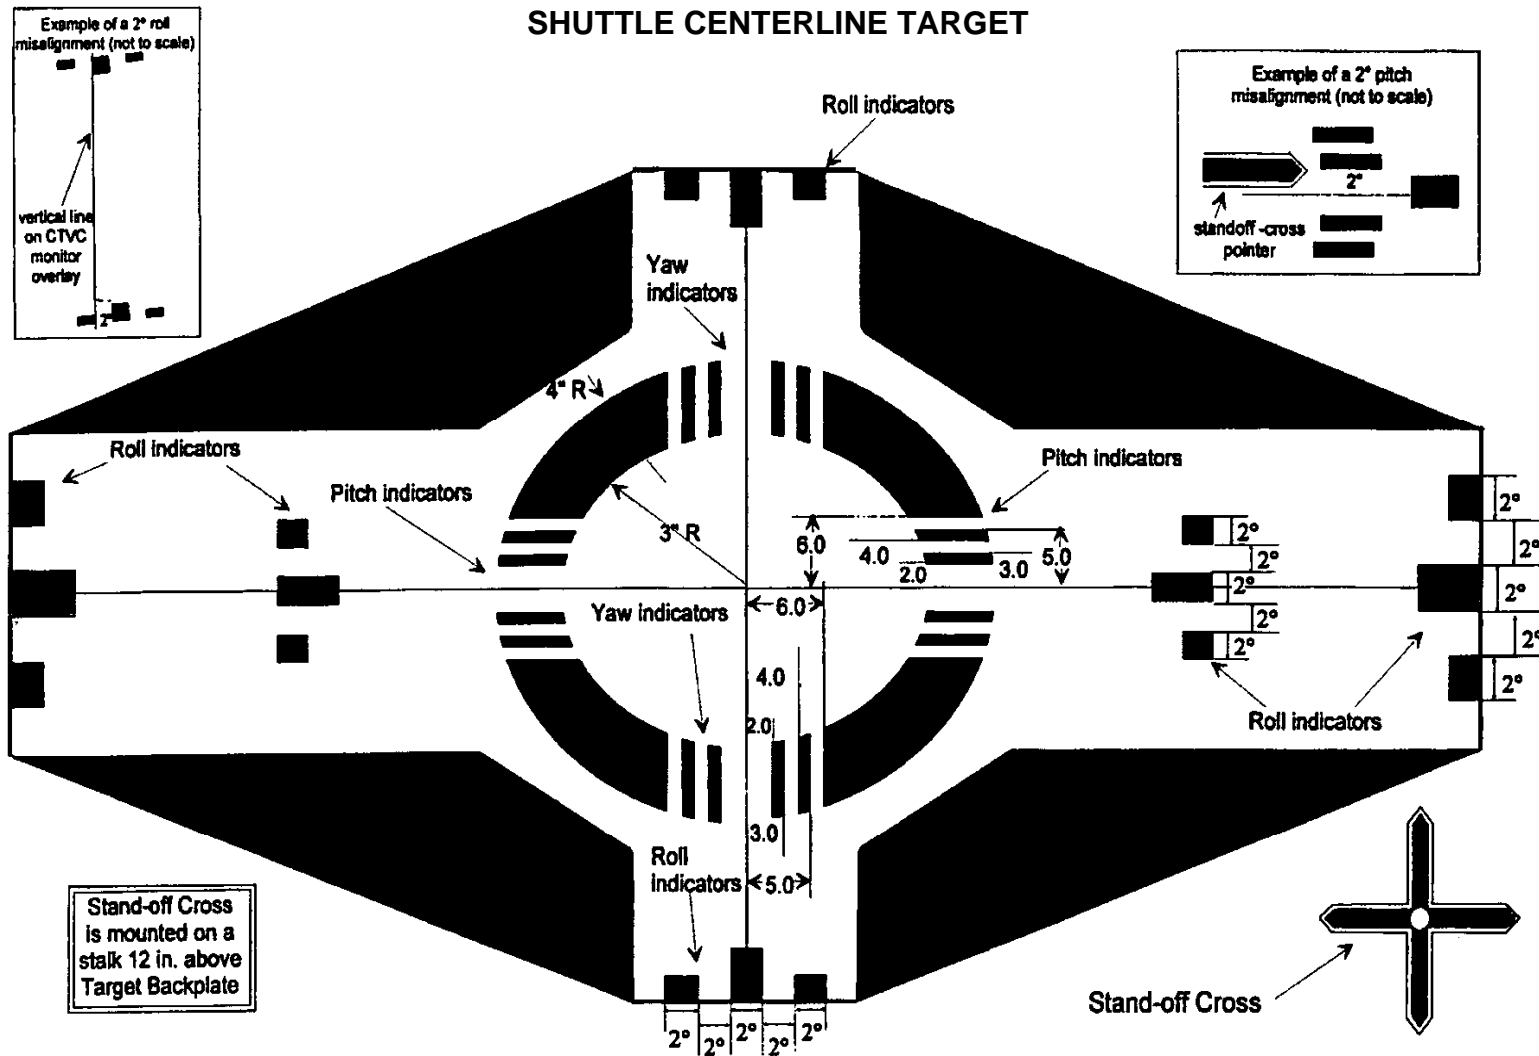 SHUTTLE CENTERLINE TARGET
Example of a 2° roll
misalignment (not to scale)
vertical line
on CTVC
monitor
overlay
2°
Example of a 2° pitch
misalignment (not to scale)
2°
standoff -cross
pointer
Roll indicators
Yaw
indicators
4" R
Roll indicators
Pitch indicators
3" R
Pitch indicators
6.0
4.0
2.0
3.0
5.0
6.0
2°
2°
2°
2°
2°
2°
2°
2°
2°
2°
Roll indicators
Yaw indicators
4.0
2.0
3.0
5.0
Roll
indicators
2°
2°
2°
2°
2°
Stand-off Cross
is mounted on a
stalk 12 in. above
Target Backplate
Stand-off Cross